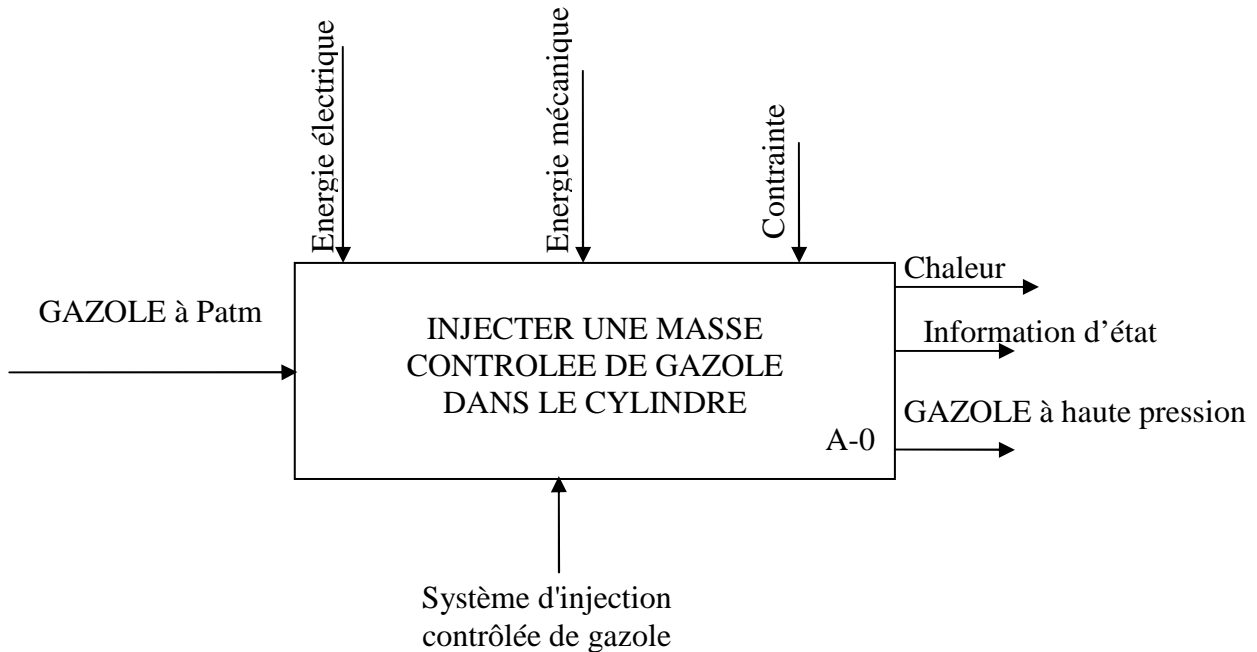 Energie électrique
Energie mécanique
Contrainte
Chaleur
GAZOLE à Patm
INJECTER UNE MASSE
CONTROLEE DE GAZOLE
DANS LE CYLINDRE
A-0
Information d’état
GAZOLE à haute pression
Système d'injection
contrôlée de gazole